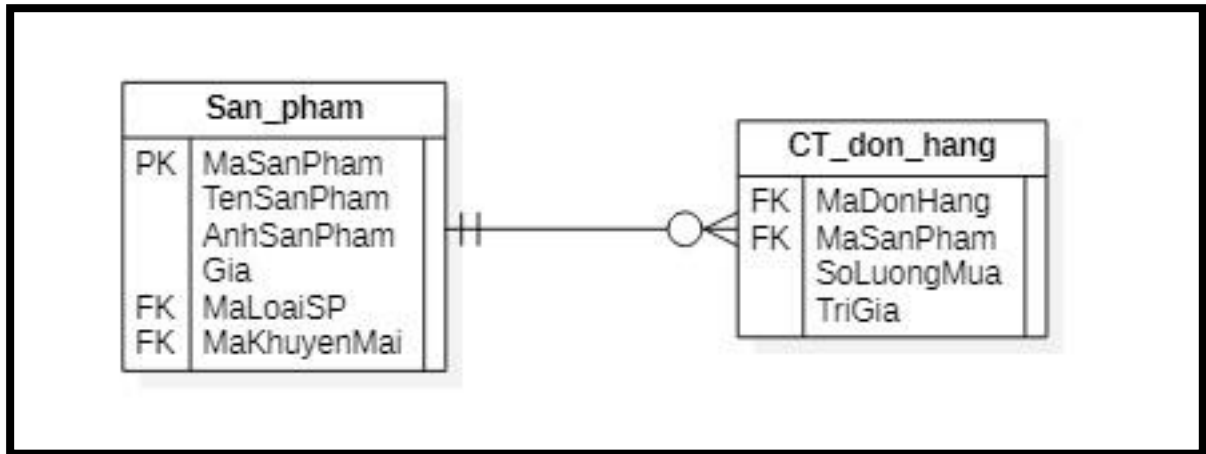 San_pham
PK MaSanPham
TenSanPham
AnhSanPham
Gia
FK MaLoaiSP
FK MaKhuyenMai
CT_don_hang
FK MaDonHang
FK MaSanPham
SoLuongMua
TriGia